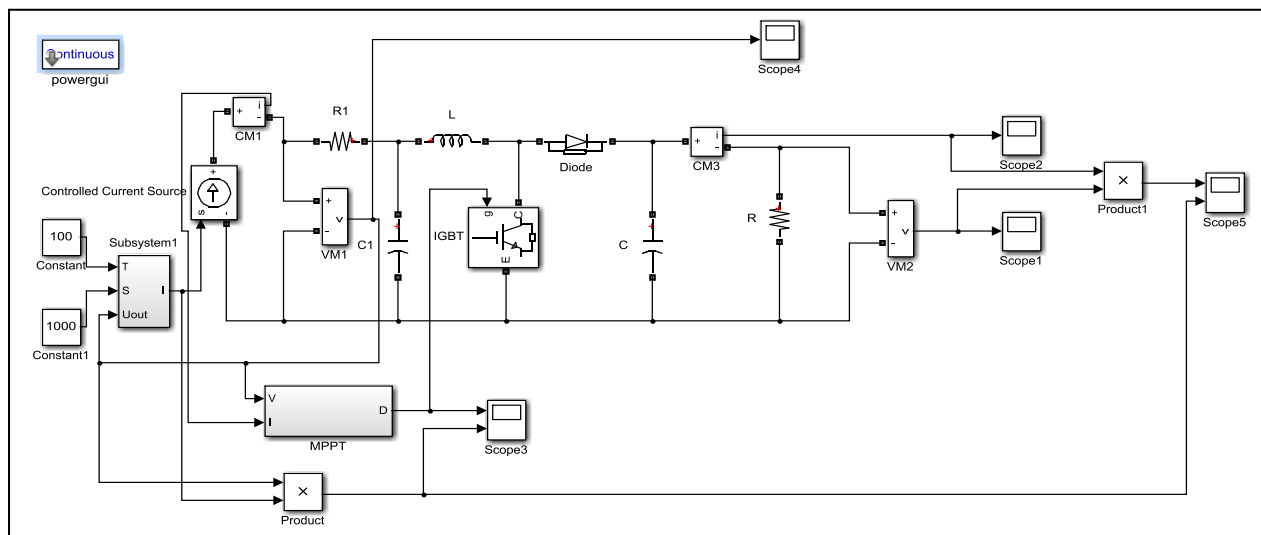 Continuous
powergui
Scope4
i
+
-
CM1
R1
L
Diode
+
i
-
CM3
Scope2
Controlled Current Source
+
s
-
+
v
-
VM1
C1
g
C
IGBT
E
C
R
+
v
-
VM2
Scope1
×
Product1
Scope5
100
Constant
Subsystem1
T
S
I
Uout
1000
Constant1
V
D
I
MPPT
Scope3
×
Product